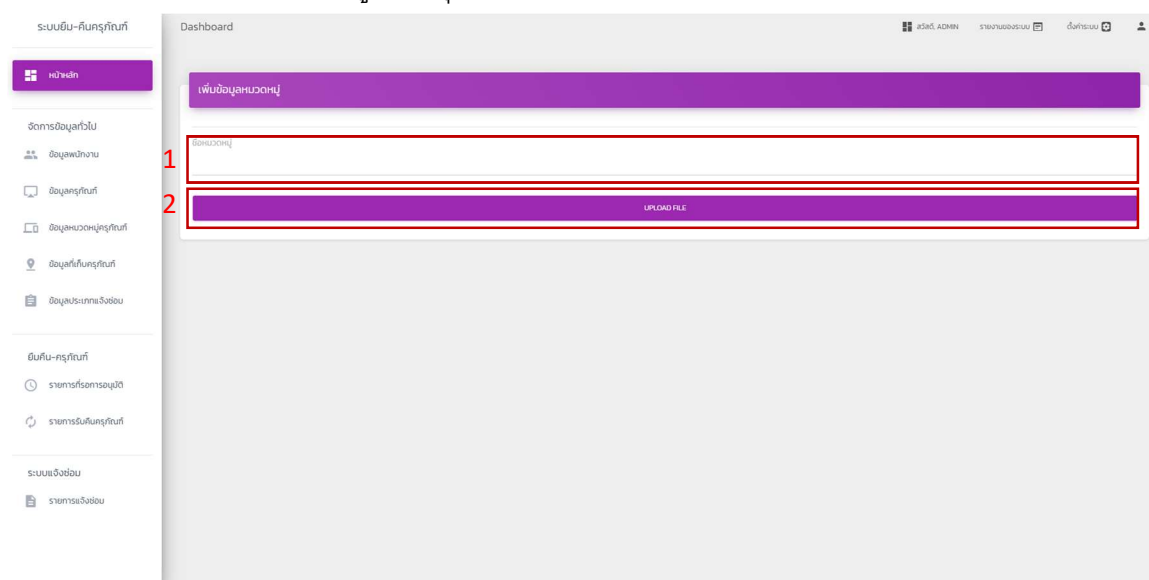 ระบบยืม-คืนครุภัณฑ์
Dashboard
สวัสดี, ADMIN
รายงานของระบบ
ตั้งค่าระบบ
หน้าหลัก
เพิ่มข้อมูลหมวดหมู่
จัดการข้อมูลทั่วไป
ชื่อหมวดหมู่
1
ข้อมูลพนักงาน
ข้อมูลครุภัณฑ์
2
UPLOAD FILE
ข้อมูลหมวดหมู่ครุภัณฑ์
ข้อมูลที่เก็บครุภัณฑ์
ข้อมูลประเภทแจ้งซ่อม
ยืมคืน-ครุภัณฑ์
รายการที่รอการอนุมัติ
รายการรับคืนครุภัณฑ์
ระบบแจ้งซ่อม
รายการแจ้งซ่อม